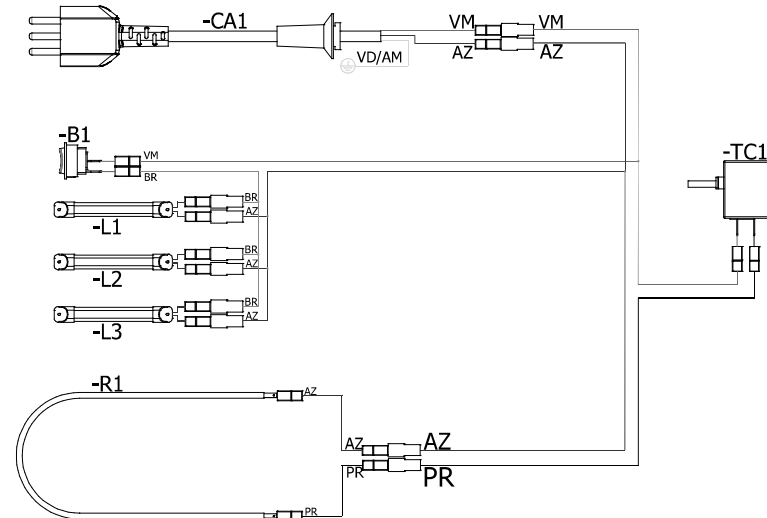 -CA1
VM VM
AZ AZ
VD/AM
-B1
VM
BR
-TC1
BR
AZ
-L1
BR
AZ
-L2
BR
AZ
-L3
-R1
AZ
AZ AZ
PR PR
PR